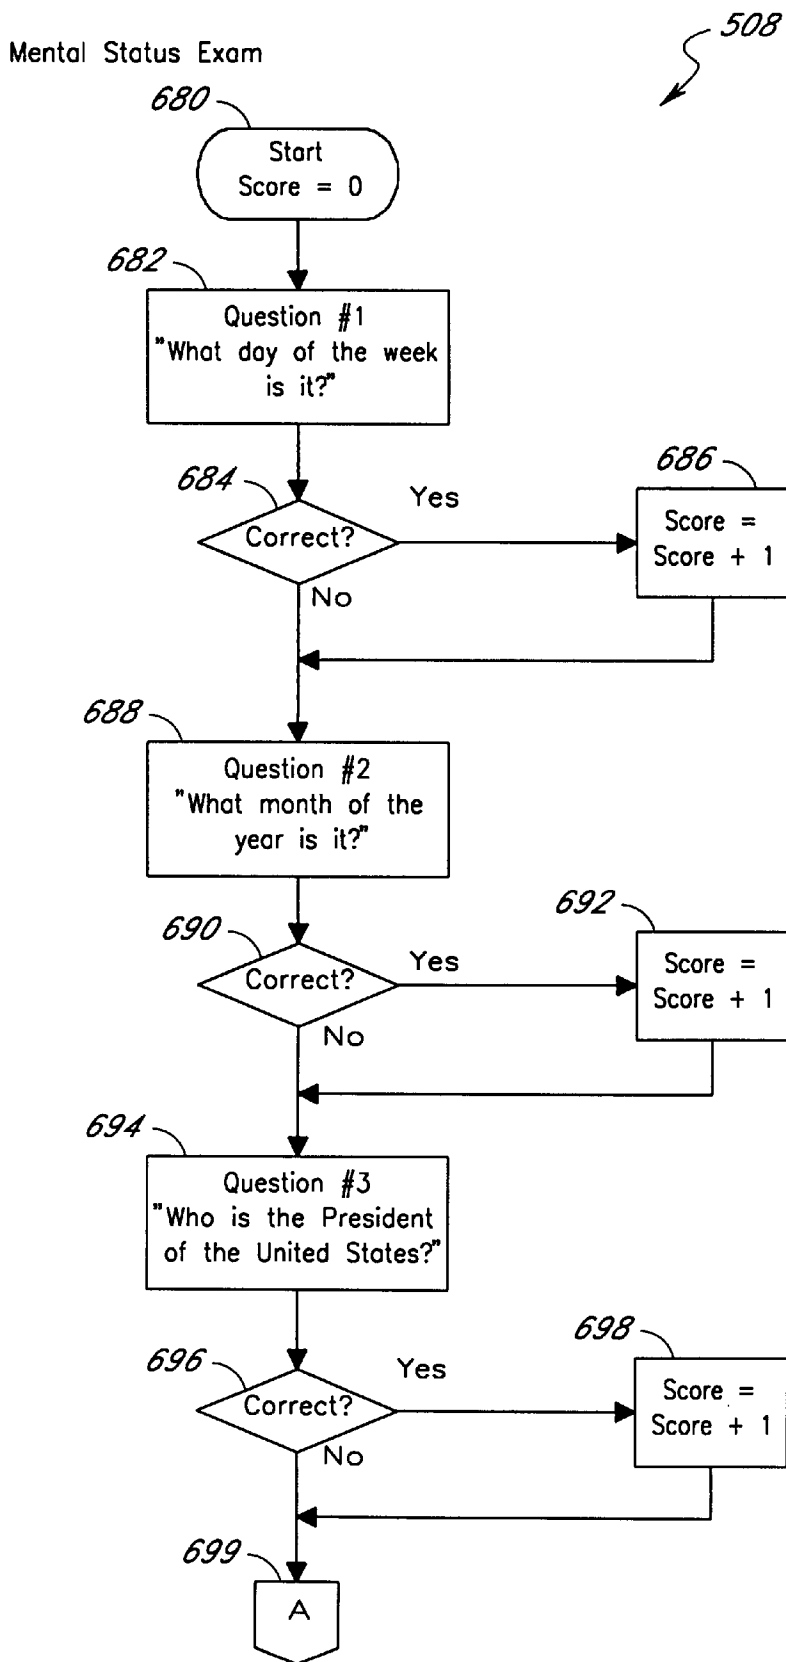 508
Mental Status Exam
680
Start
Score = 0
682
Question #1
"What day of the week
is it?"
684
Correct?
Yes
No
686
Score =
Score + 1
688
Question #2
"What month of the
year is it?"
690
Correct?
Yes
No
692
Score =
Score + 1
694
Question #3
"Who is the President
of the United States?"
696
Correct?
Yes
No
698
Score =
Score + 1
699
A